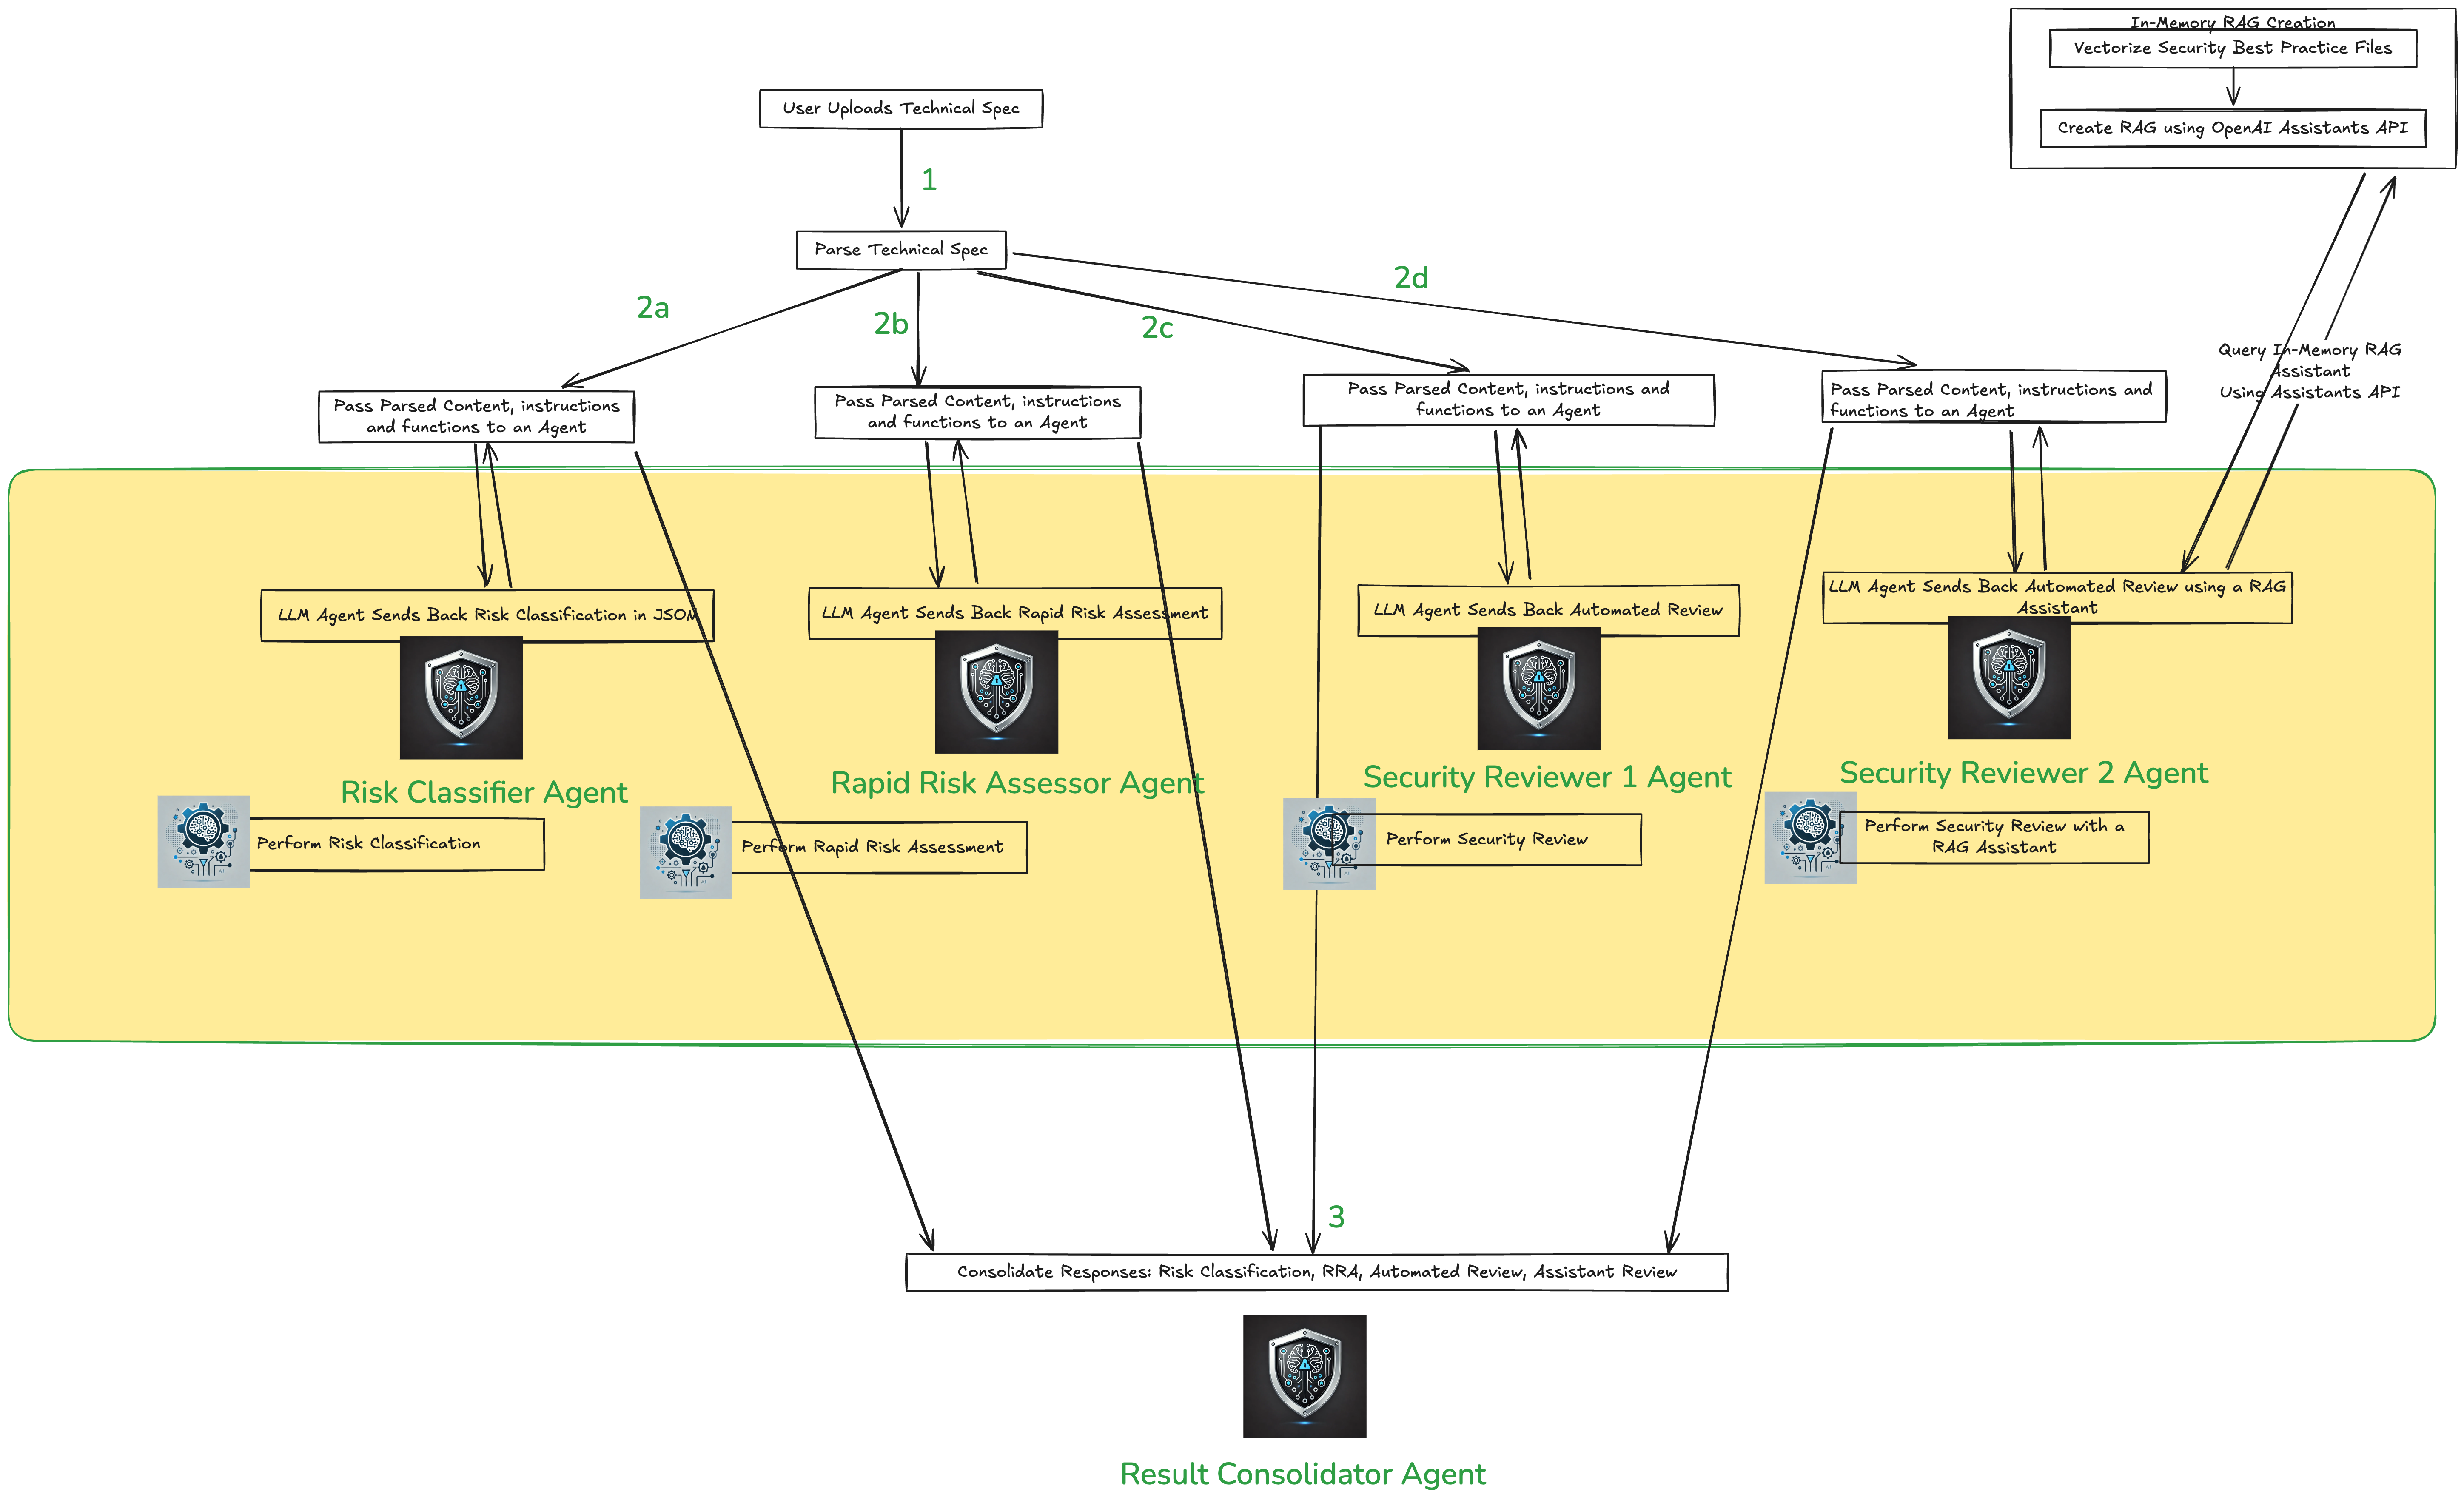 In-Memory RAG Creation
Vectorize Security Best Practice Files
Create RAG using OpenAI Assistants API
User Uploads Technical Spec
1
Parse Technical Spec
2a
2b
2c
2d
Query In-Memory RAG
Assistant
Using Assistants API
Pass Parsed Content, instructions
and functions to an Agent
Pass Parsed Content, instructions
and functions to an Agent
Pass Parsed Content, instructions and
functions to an Agent
Pass Parsed Content, instructions and
functions to an Agent
LLM Agent Sends Back Risk Classification in JSON
LLM Agent Sends Back Rapid Risk Assessment
LLM Agent Sends Back Automated Review
LLM Agent Sends Back Automated Review using a RAG
Assistant
Risk Classifier Agent
Rapid Risk Assessor Agent
Security Reviewer 1 Agent
Security Reviewer 2 Agent
Perform Risk Classification
Perform Rapid Risk Assessment
Perform Security Review
Perform Security Review with a
RAG Assistant
3
Consolidate Responses: Risk Classification, RRA, Automated Review, Assistant Review
Result Consolidator Agent